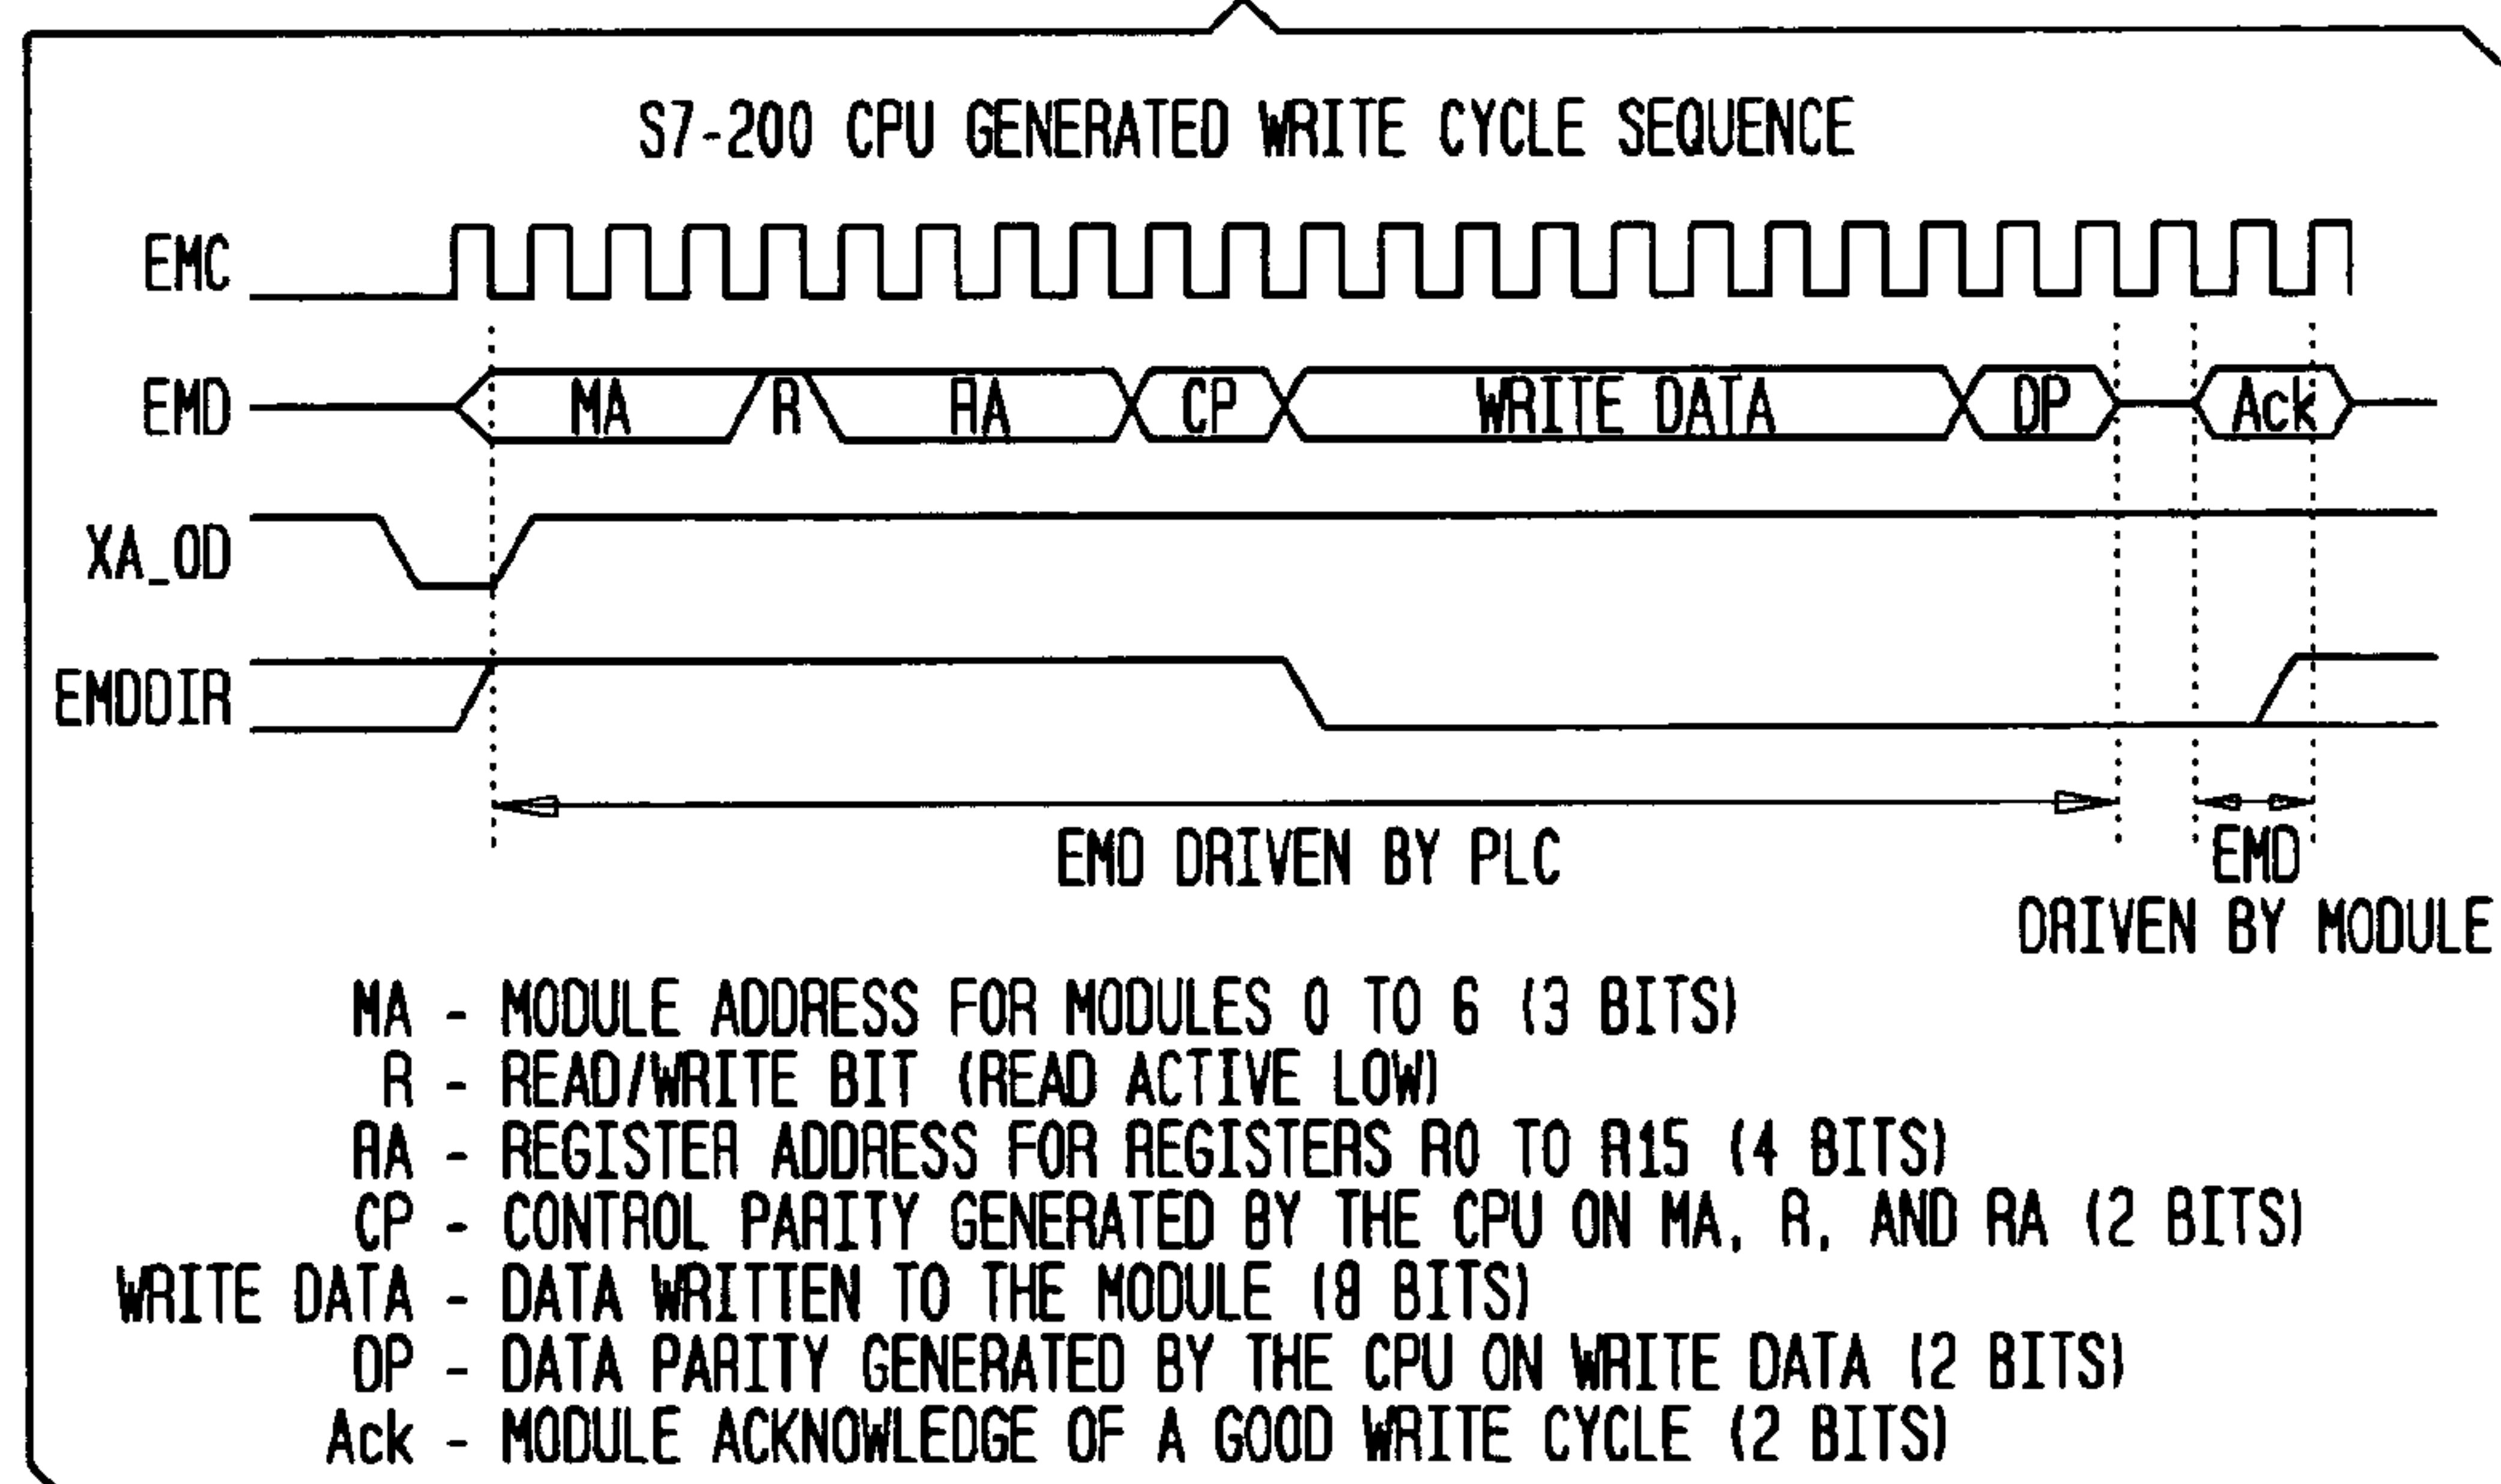 S7-200 CPU GENERATED WRITE CYCLE SEQUENCE
EMC
EMD MA R RA CP WRITE DATA DP Ack
XA_OD
EMDDIR
EMD DRIVEN BY PLC
EMD
DRIVEN BY MODULE
MA - MODULE ADDRESS FOR MODULES 0 TO 6 (3 BITS)
R - READ/WRITE BIT (READ ACTIVE LOW)
RA - REGISTER ADDRESS FOR REGISTERS R0 TO R15 (4 BITS)
CP - CONTROL PARITY GENERATED BY THE CPU ON MA, R, AND RA (2 BITS)
WRITE DATA - DATA WRITTEN TO THE MODULE (8 BITS)
DP - DATA PARITY GENERATED BY THE CPU ON WRITE DATA (2 BITS)
Ack - MODULE ACKNOWLEDGE OF A GOOD WRITE CYCLE (2 BITS)